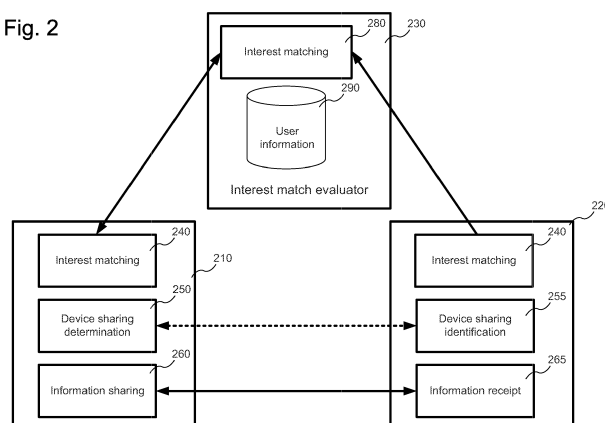 Fig. 2
280
230
Interest matching
290
User
information
Interest match evaluator
220
240
240
Interest matching
210
Interest matching
250
255
Device sharing
determination
Device sharing
identification
260
265
Information sharing
Information receipt